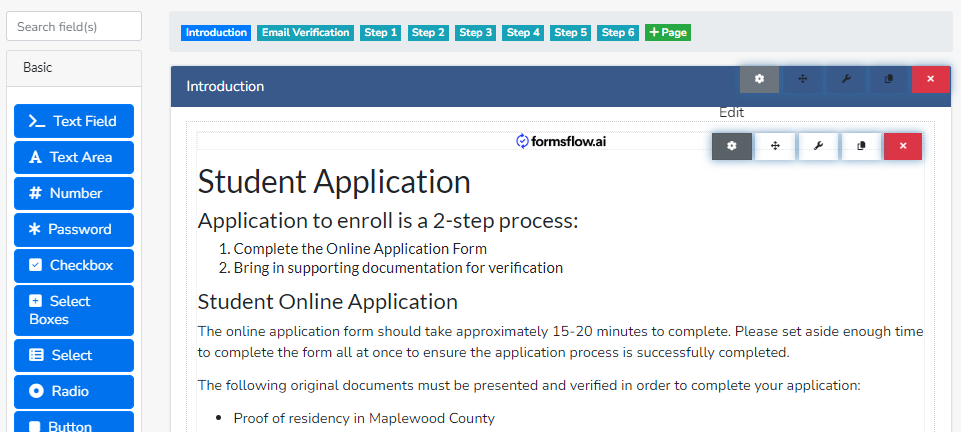 Search field(s)
Introduction Email Verification Step 1 Step 2 Step 3 Step 4 Step 5 Step 6 + Page
Basic
Introduction
Edit
Text Field
Text Area
Number
Password
Checkbox
Select
Boxes
Select
Radio
Button
formsflow.ai
Student Application
Application to enroll is a 2-step process:
1. Complete the Online Application Form
2. Bring in supporting documentation for verification
Student Online Application
The online application form should take approximately 15-20 minutes to complete. Please set aside enough time
to complete the form all at once to ensure the application process is successfully completed.
The following original documents must be presented and verified in order to complete your application:
• Proof of residency in Maplewood County